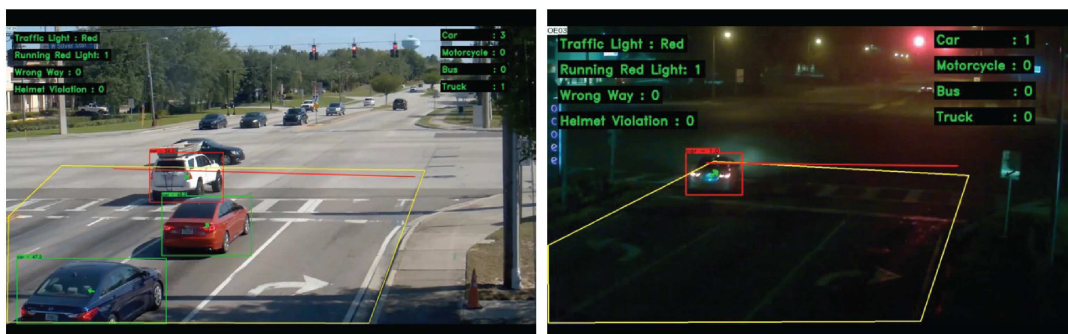 Traffic Light : Red
Running Red Light: 1
Wrong Way : 0
Helmet Violation : 0
Car : 3
Motorcycle : 0
Bus : 0
Truck : 1
OE03
Traffic Light : Red
Running Red Light: 1
Wrong Way : 0
Helmet Violation : 0
Car : 1
Motorcycle : 0
Bus : 0
Truck : 0